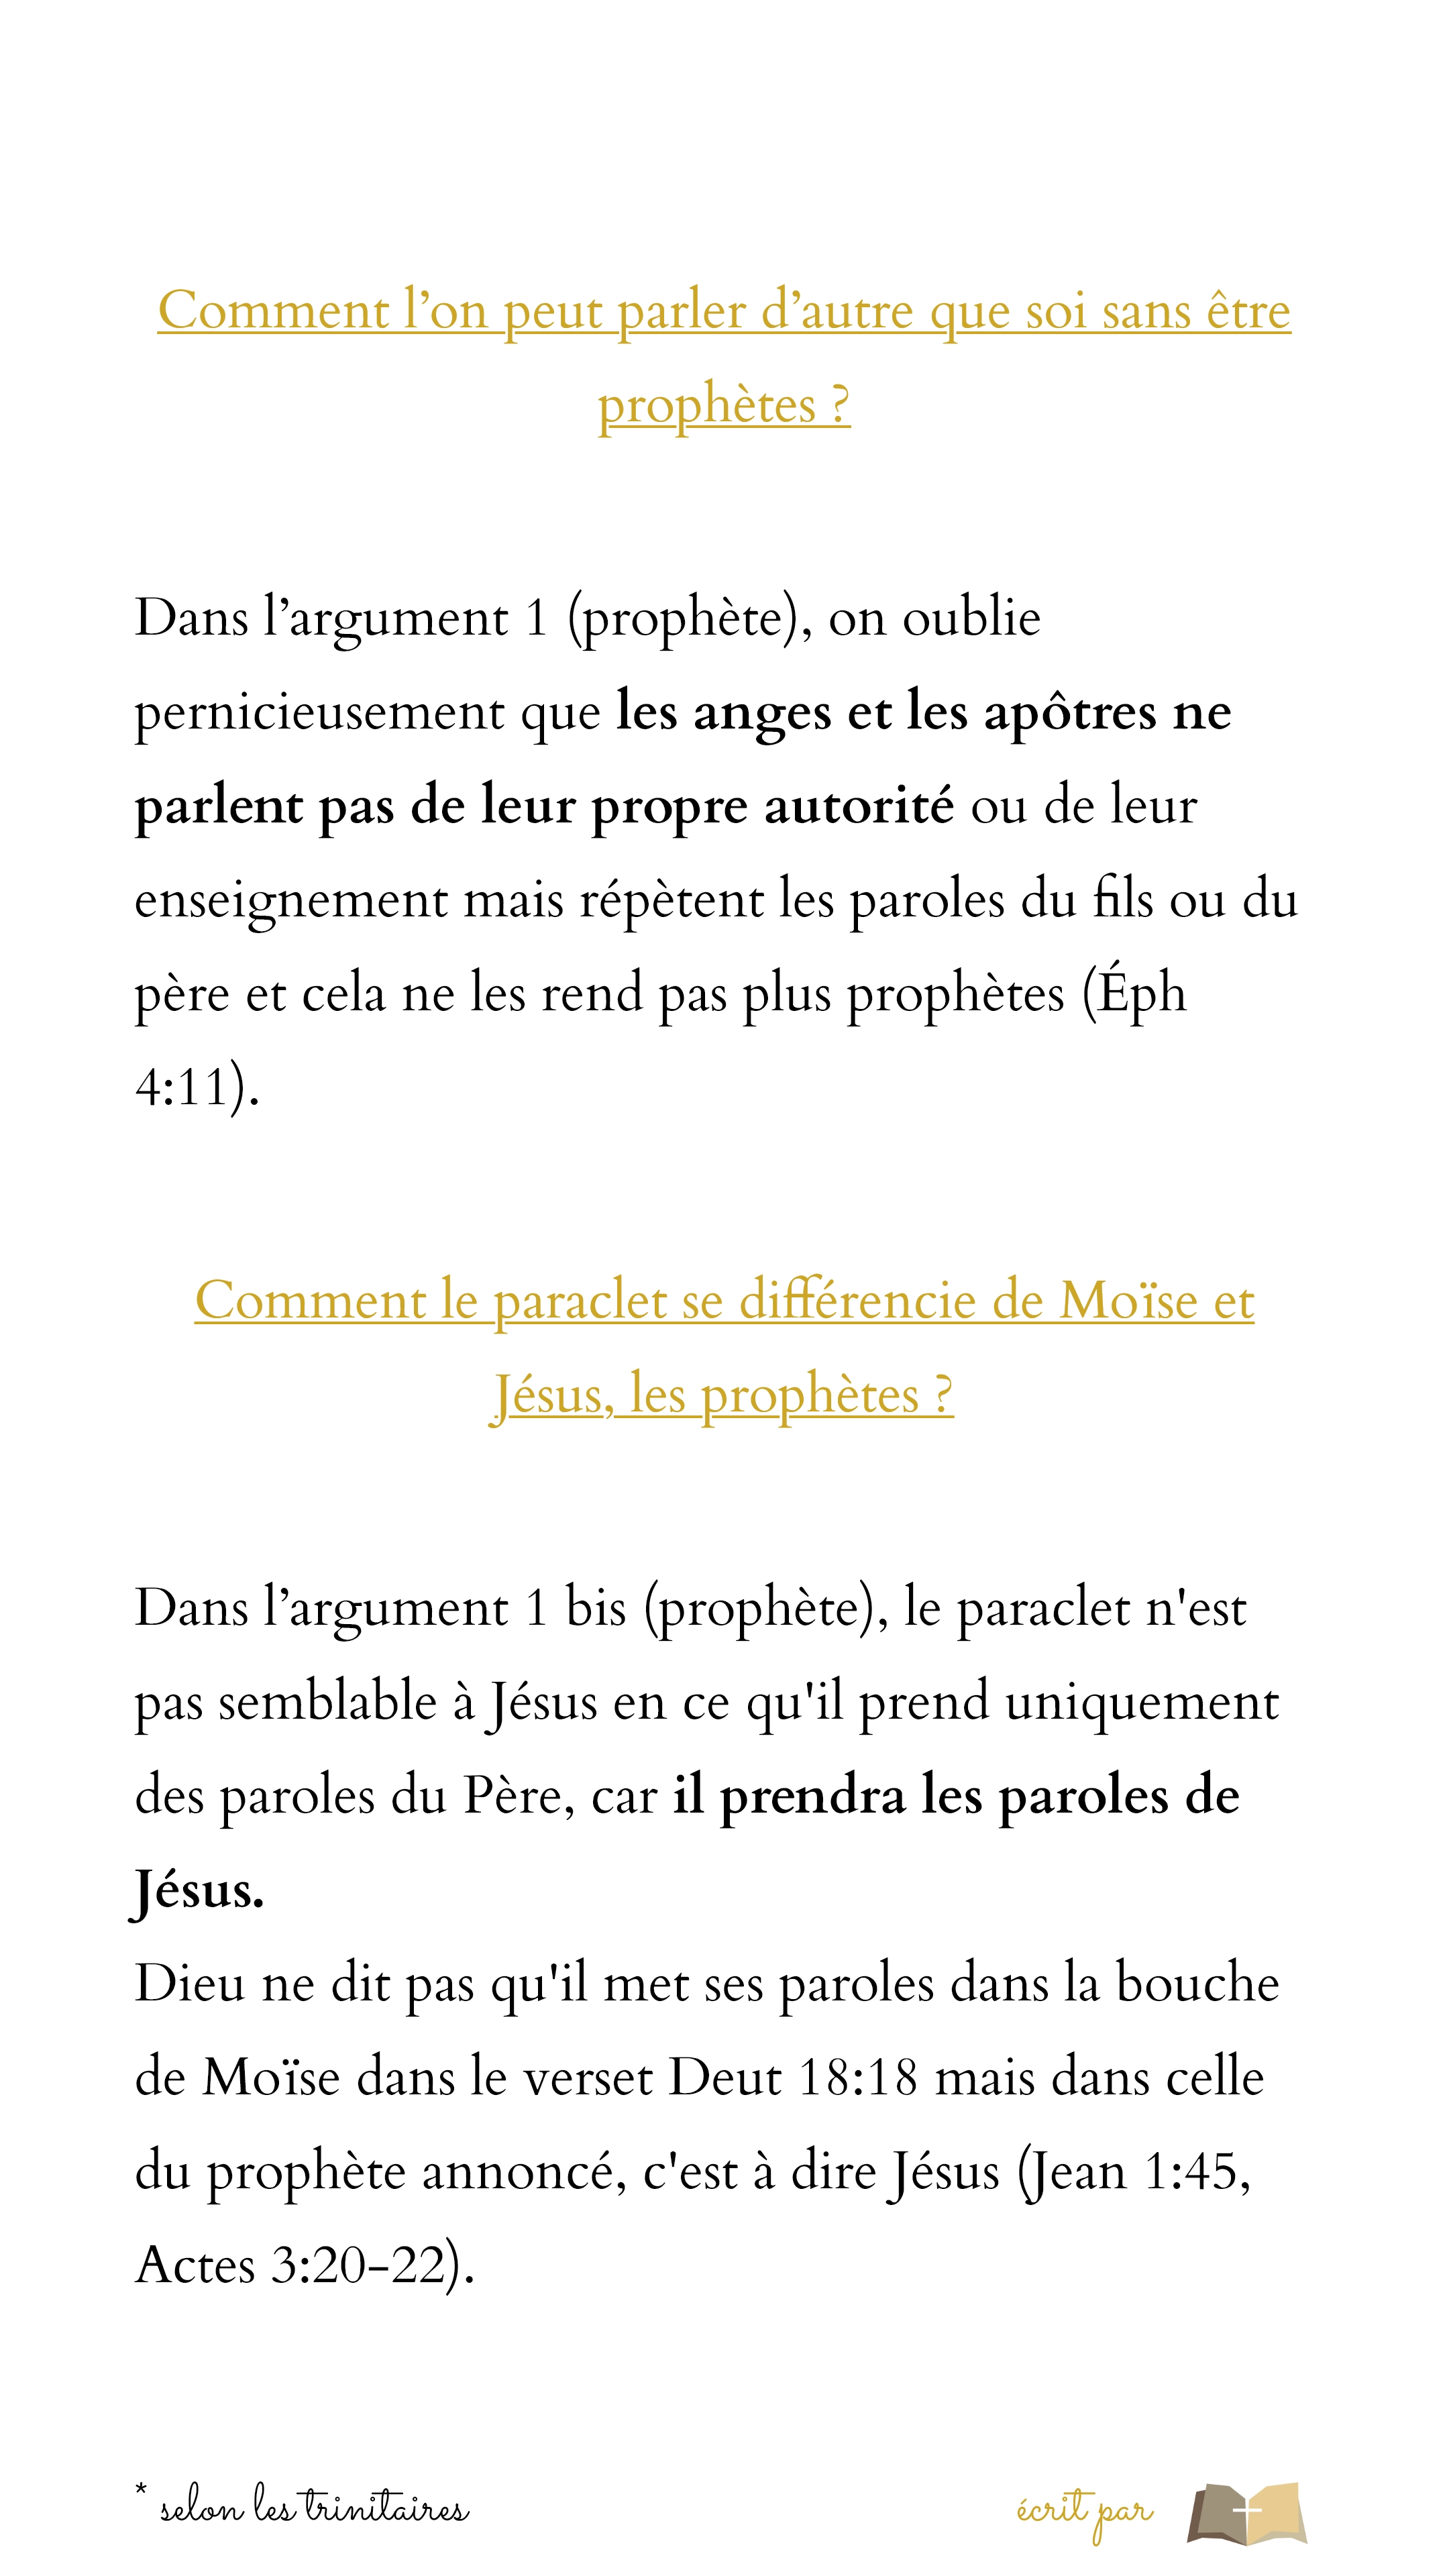 Comment l’on peut parler d’autre que soi sans être
prophètes ?
Dans l’argument 1 (prophète), on oublie
pernicieusement que les anges et les apôtres ne
parlent pas de leur propre autorité ou de leur
enseignement mais répètent les paroles du fils ou du
père et cela ne les rend pas plus prophètes (Éph
4:11).
Comment le paraclet se différencie de Moïse et
Jésus, les prophètes ?
Dans l’argument 1 bis (prophète), le paraclet n'est
pas semblable à Jésus en ce qu'il prend uniquement
des paroles du Père, car il prendra les paroles de
Jésus.
Dieu ne dit pas qu'il met ses paroles dans la bouche
de Moïse dans le verset Deut 18:18 mais dans celle
du prophète annoncé, c'est à dire Jésus (Jean 1:45,
Actes 3:20-22).
* selon les trinitaires
écrit par